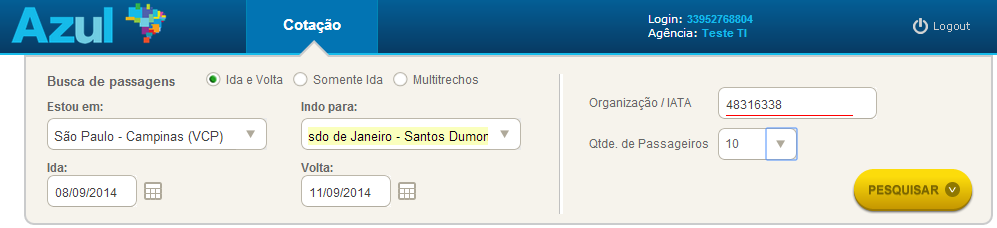 Azul
Cotação
Login: 33952768804
Agência: Teste TI
Logout
Busca de passagens
Ida e Volta
Somente Ida
Multitrechos
Estou em:
São Paulo - Campinas (VCP)
Indo para:
sdo de Janeiro - Santos Dumor
Ida:
08/09/2014
Volta:
11/09/2014
Organização / IATA
48316338
Qtde. de Passageiros
10
PESQUISAR